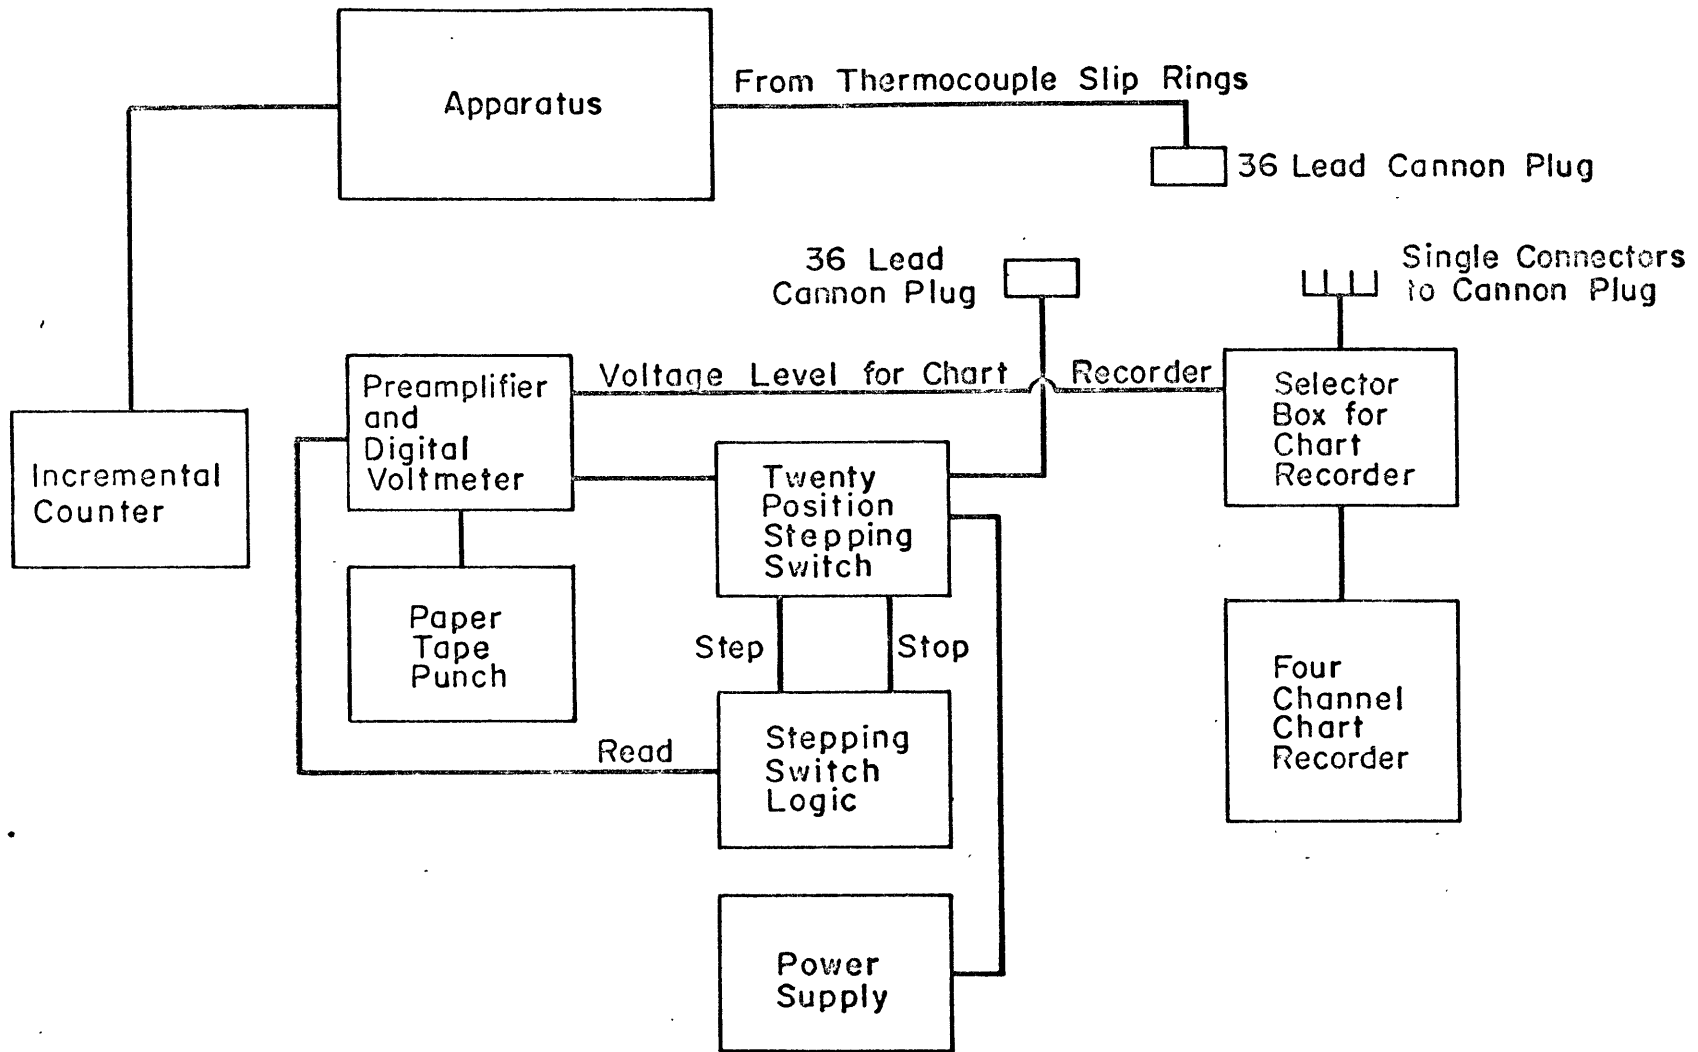 From Thermocouple Slip Rings
Apparatus
36 Lead Cannon Plug
36 Lead
Cannon Plug
Single Connectors
to Cannon Plug
Voltage Level for Chart Recorder
Preamplifier
and
Digital
Voltmeter
Selector
Box for
Chart
Recorder
Incremental
Counter
Twenty
Position
Stepping
Switch
Paper
Tape
Punch
Step
Stop
Four
Channel
Chart
Recorder
Read
Stepping
Switch
Logic
Power
Supply